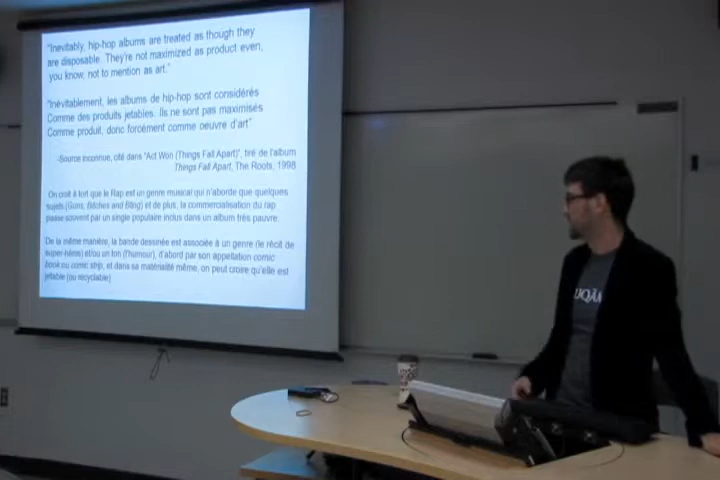 "Inevitably, hip-hop albums are treated as though they
are disposable. They're not maximized as product even,
you know, not to mention as art."
"Inévitablement, les albums de hip-hop sont considérés
Comme des produits jetables. Ils ne sont pas maximisés
Comme produit, donc forcément comme oeuvre d'art"
-Source inconnue, cité dans "Act Won (Things Fall Apart)", tiré de l'album
Things Fall Apart, The Roots, 1998
On croit à tort que le Rap est un genre musical qui n'aborde que quelques
sujets (Guns, Bitches and Bling) et de plus, la commercialisation du rap
passe souvent par un single populaire inclus dans un album très pauvre.
De la même manière, la bande dessinée est associée à un genre (le récit de
super-héros) et/ou un ton (l'humour), d'abord par son appellation comic
book ou comic strip, et dans sa matérialité même, on peut croire qu'elle est
jetable (ou recyclable)
UQÀM